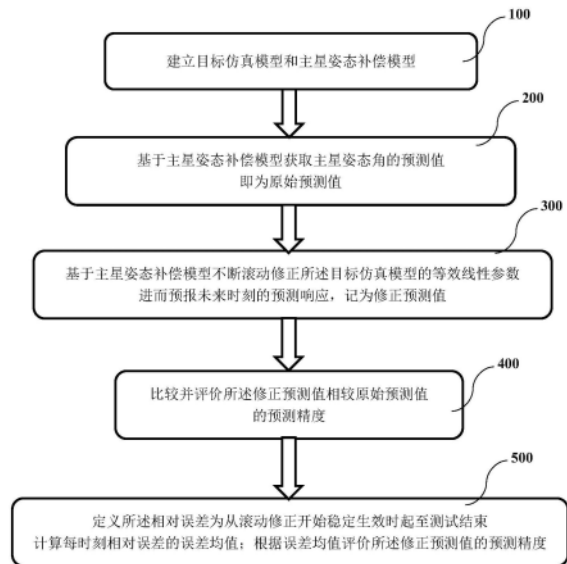 100
建立目标仿真模型和主星姿态补偿模型
200
基于主星姿态补偿模型获取主星姿态角的预测值
即为原始预测值
300
基于主星姿态补偿模型不断滚动修正所述目标仿真模型的等效线性参数
进而预报未来时刻的预测响应，记为修正预测值
400
比较并评价所述修正预测值相较原始预测值
的预测精度
500
定义所述相对误差为从滚动修正开始稳定生效时起至测试结束
计算每时刻相对误差的误差均值；根据误差均值评价所述修正预测值的预测精度